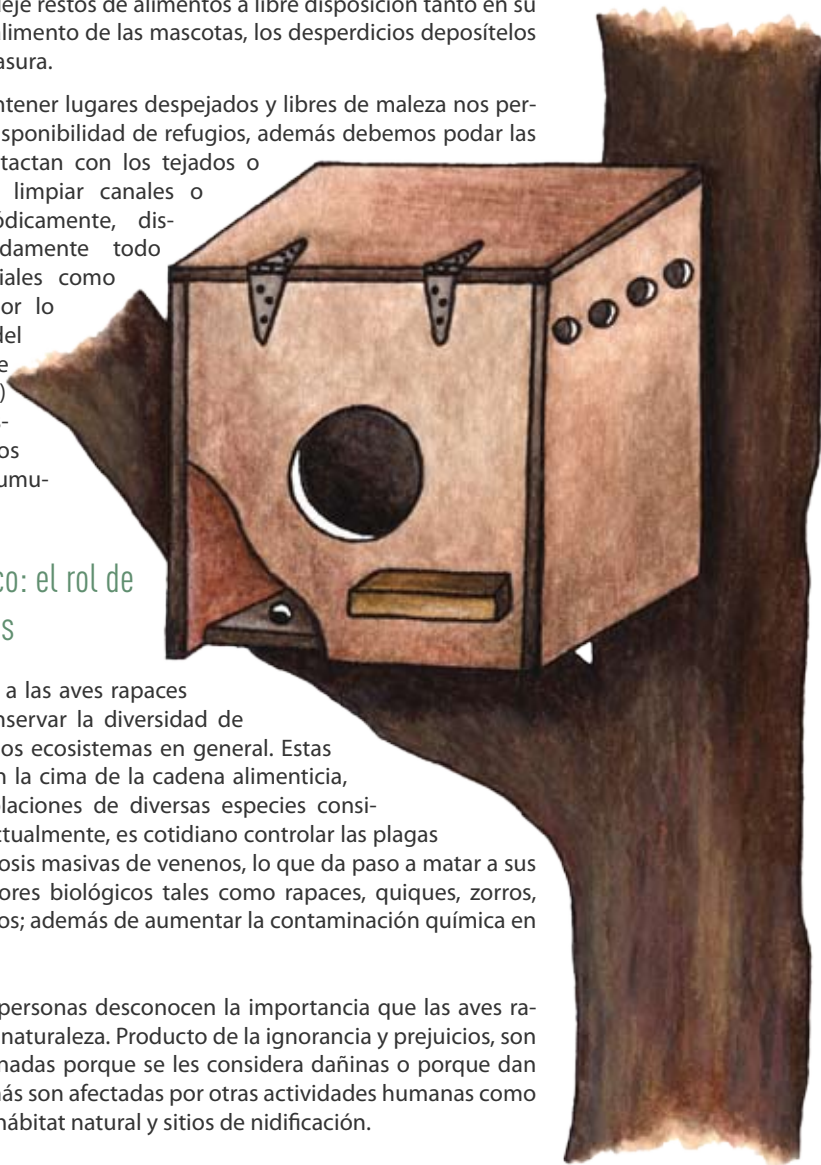 deje restos de alimentos a libre disposición tanto en su
alimento de las mascotas, los desperdicios deposítelos
asura.
ntener lugares despejados y libres de maleza nos per-
sponibilidad de refugios, además debemos podar las
tactan con los tejados o
limpiar canales o
ódicamente, dis-
damente todo
iales como
or lo
del
e
)
s-
os
umu-
co: el rol de
s
a las aves rapaces
nservar la diversidad de
os ecosistemas en general. Estas
n la cima de la cadena alimenticia,
laciones de diversas especies consi-
ctualmente, es cotidiano controlar las plagas
osis masivas de venenos, lo que da paso a matar a sus
ores biológicos tales como rapaces, quiques, zorros,
os; además de aumentar la contaminación química en
personas desconocen la importancia que las aves ra-
naturaleza. Producto de la ignorancia y prejuicios, son
nadas porque se les considera dañinas o porque dan
nás son afectadas por otras actividades humanas como
hábitat natural y sitios de nidificación.